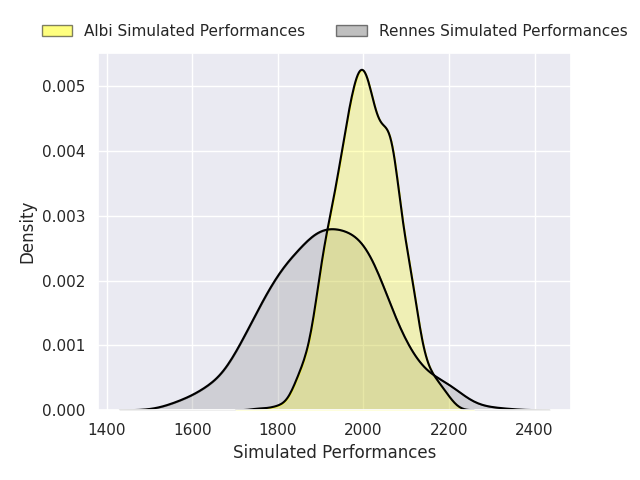 Albi Simulated Performances Rennes Simulated Performances
0.005
0.004
0.003
0.002
0.001
0.000
Density
1400 1600 1800 2000 2200 2400
Simulated Performances